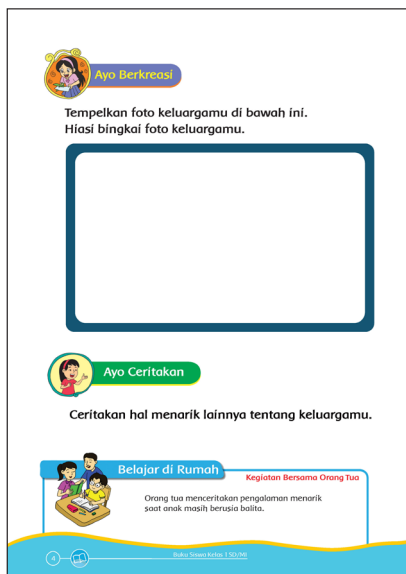 Ayo Berkreasi
Tempelkan foto keluargamu di bawah ini.
Hiasi bingkai foto keluargamu.
Ayo Ceritakan
Ceritakan hal menarik lainnya tentang keluargamu.
Belajar di Rumah
Kegiatan Bersama Orang Tua
Orang tua menceritakan pengalaman menarik
saat anak masih berusia balita.
4
Buku Siswa Kelas 1 SD/MI